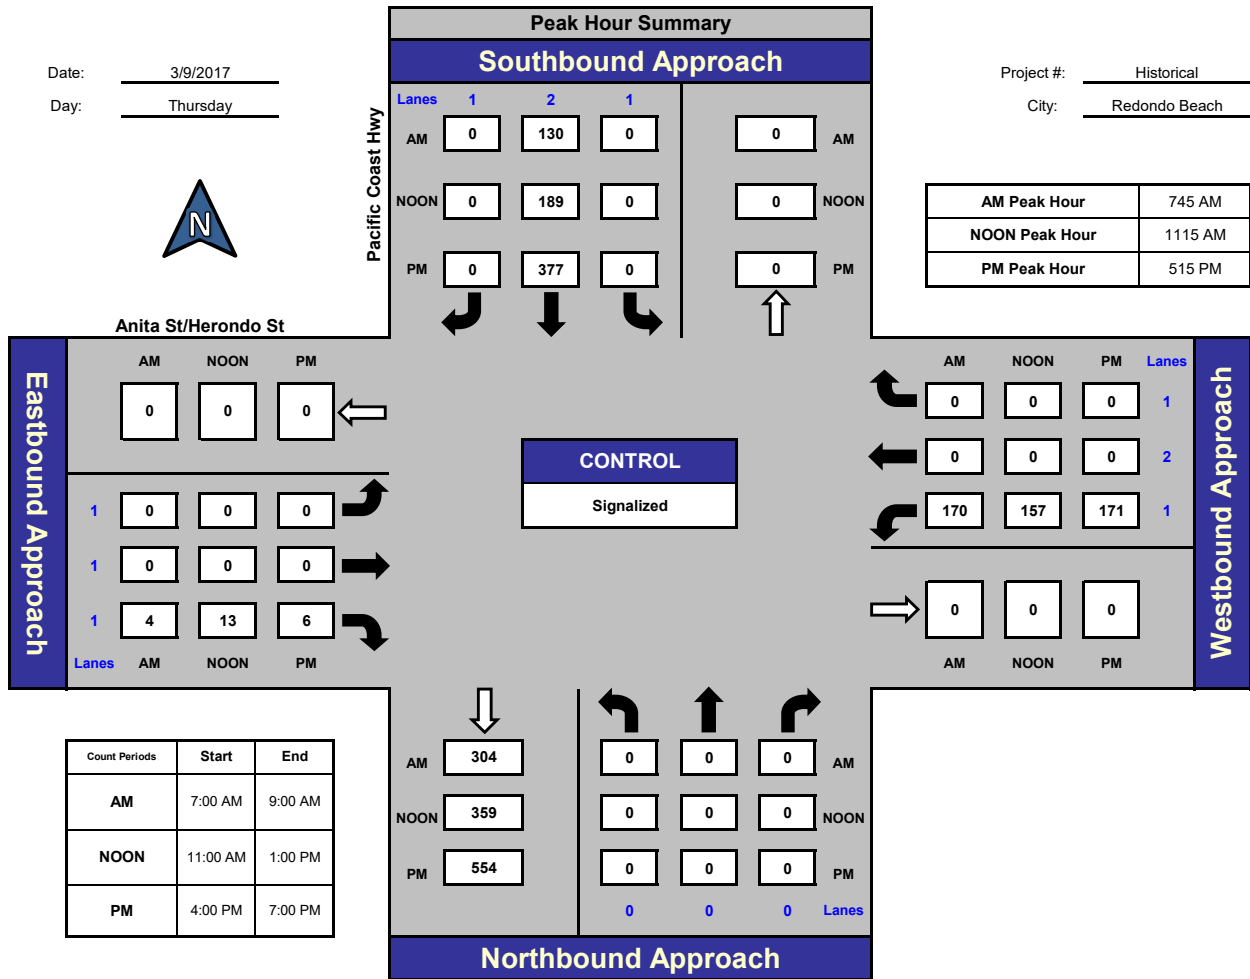 Peak Hour Summary
Southbound Approach
Date: 3/9/2017
Day: Thursday
Project #: Historical
City: Redondo Beach
Pacific Coast Hwy
N
Lanes 1 2 1
AM 0 130 0 0 AM
NOON 0 189 0 0 NOON
PM 0 377 0 0 PM
AM Peak Hour 745 AM
NOON Peak Hour 1115 AM
PM Peak Hour 515 PM
Anita St/Herondo St
Eastbound Approach
AM NOON PM
0 0 0
1 0 0 0
1 0 0 0
1 4 13 6
Lanes AM NOON PM
CONTROL
Signalized
AM NOON PM Lanes
0 0 0 1
0 0 0 2
170 157 171 1
0 0 0
AM NOON PM
Westbound Approach
Count Periods Start End
AM 7:00 AM 9:00 AM
NOON 11:00 AM 1:00 PM
PM 4:00 PM 7:00 PM
AM 304 0 0 0 AM
NOON 359 0 0 0 NOON
PM 554 0 0 0 PM
0 0 0 Lanes
Northbound Approach